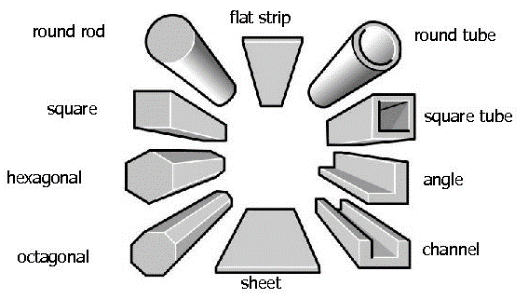 round rod
flat strip
round tube
square
square tube
hexagonal
angle
octagonal
channel
sheet